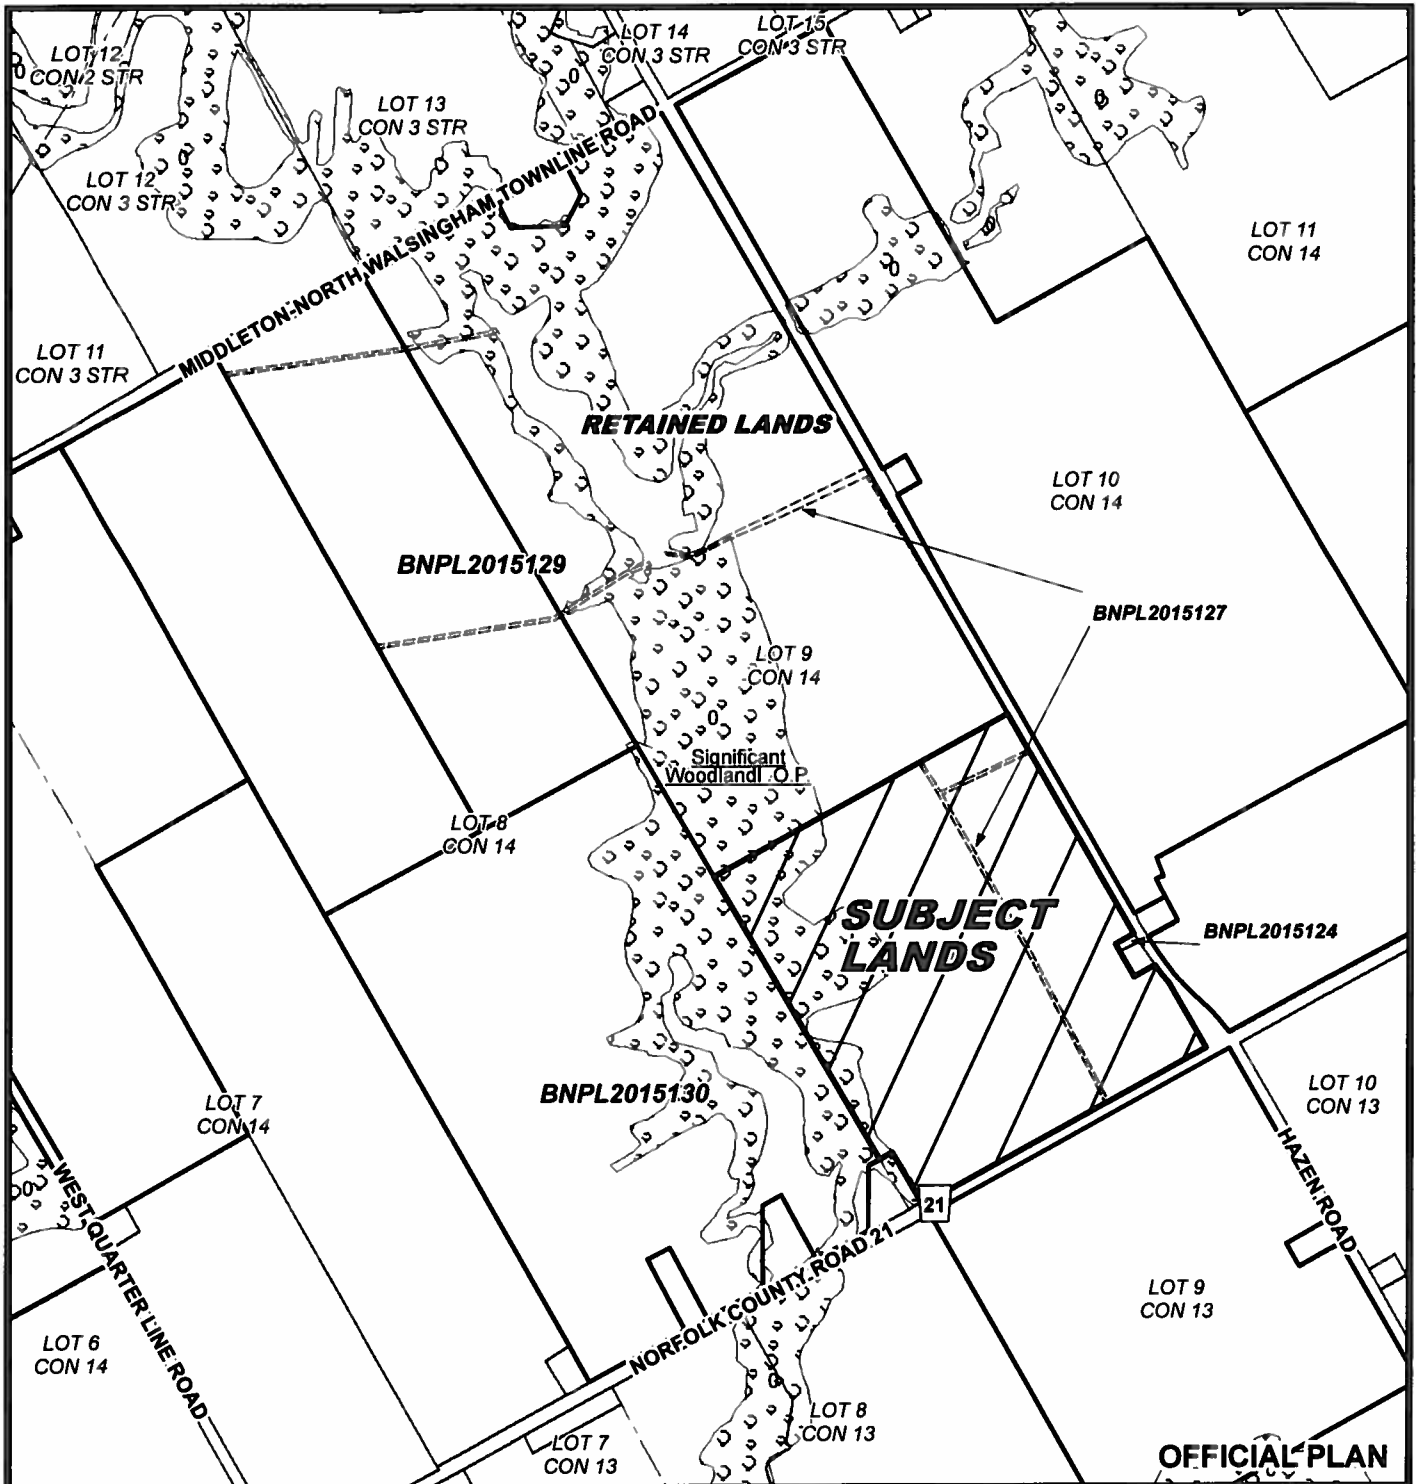 LOT 12
CON 2 STR
LOT 14
CON 3 STR
LOT 15
CON 3 STR
LOT 13
CON 3 STR
LOT 12
CON 3 STR
MIDDLETON-NORTH WALSINGHAM TOWNLINE ROAD
LOT 11
CON 14
LOT 11
CON 3 STR
RETAINED LANDS
LOT 10
CON 14
BNPL2015129
BNPL2015127
LOT 9
CON 14
Significant
Woodland O.P
LOT 8
CON 14
SUBJECT
LANDS
BNPL2015124
BNPL2015130
LOT 7
CON 14
LOT 10
CON 13
HAZEN ROAD
WEST QUARTER LINE ROAD
21
NORFOLK COUNTY ROAD 21
LOT 9
CON 13
LOT 6
CON 14
LOT 8
CON 13
LOT 7
CON 13
OFFICIAL PLAN